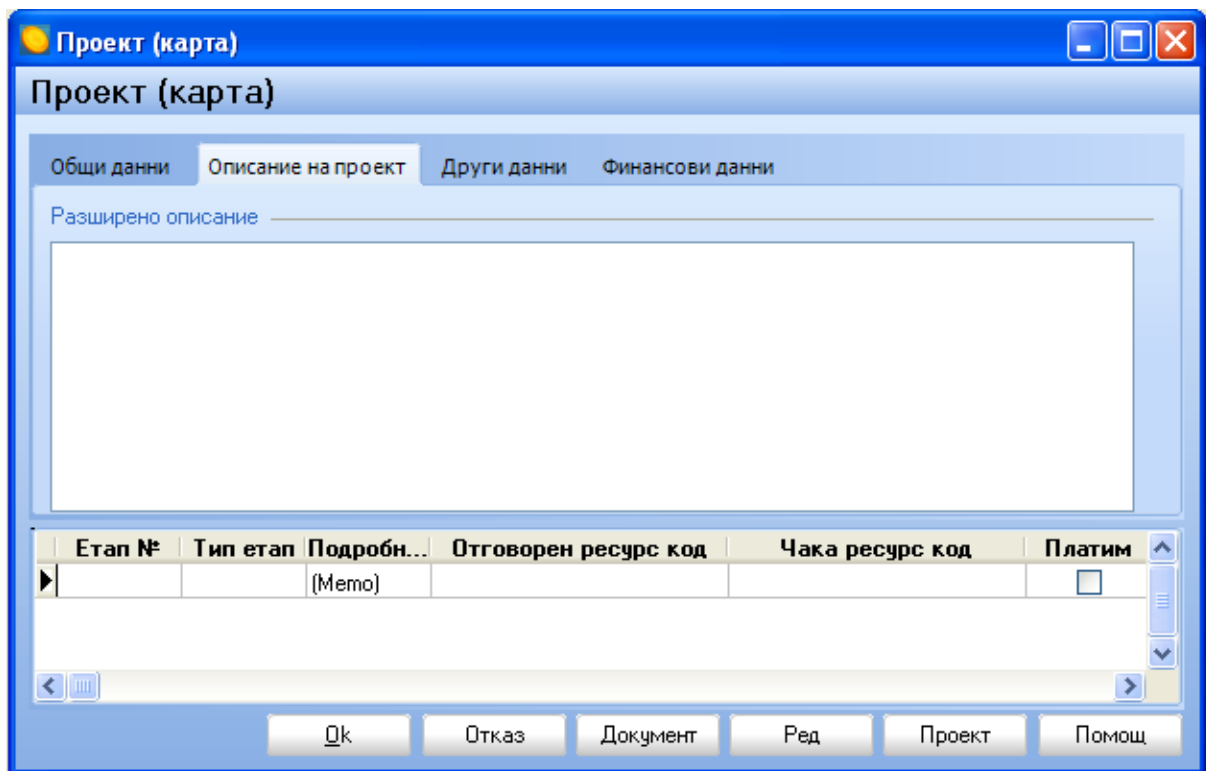 Проект (карта)
Проект (карта)
Общи данни Описание на проект Други данни Финансови данни
Разширено описание
Етап № Тип етап Подробн... Отговорен ресурс код Чака ресурс код Платим
(Memo)
Ok Отказ Документ Ред Проект Помощ